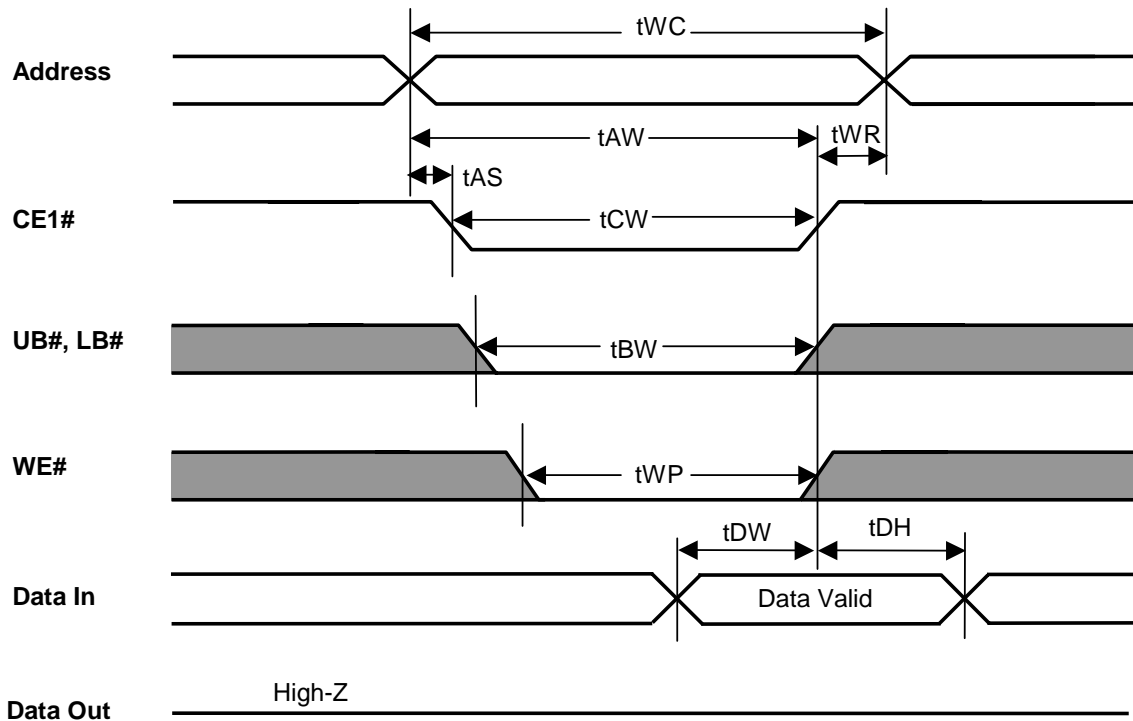 tWC
Address
tAW
tWR
tAS
CE1#
tCW
UB#, LB#
tBW
WE#
tWP
tDW
tDH
Data In
Data Valid
High-Z
Data Out